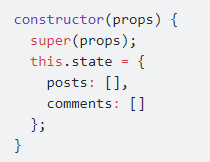 constructor(props) {
  super(props);
  this.state = {
    posts: [],
    comments: []
  };
}